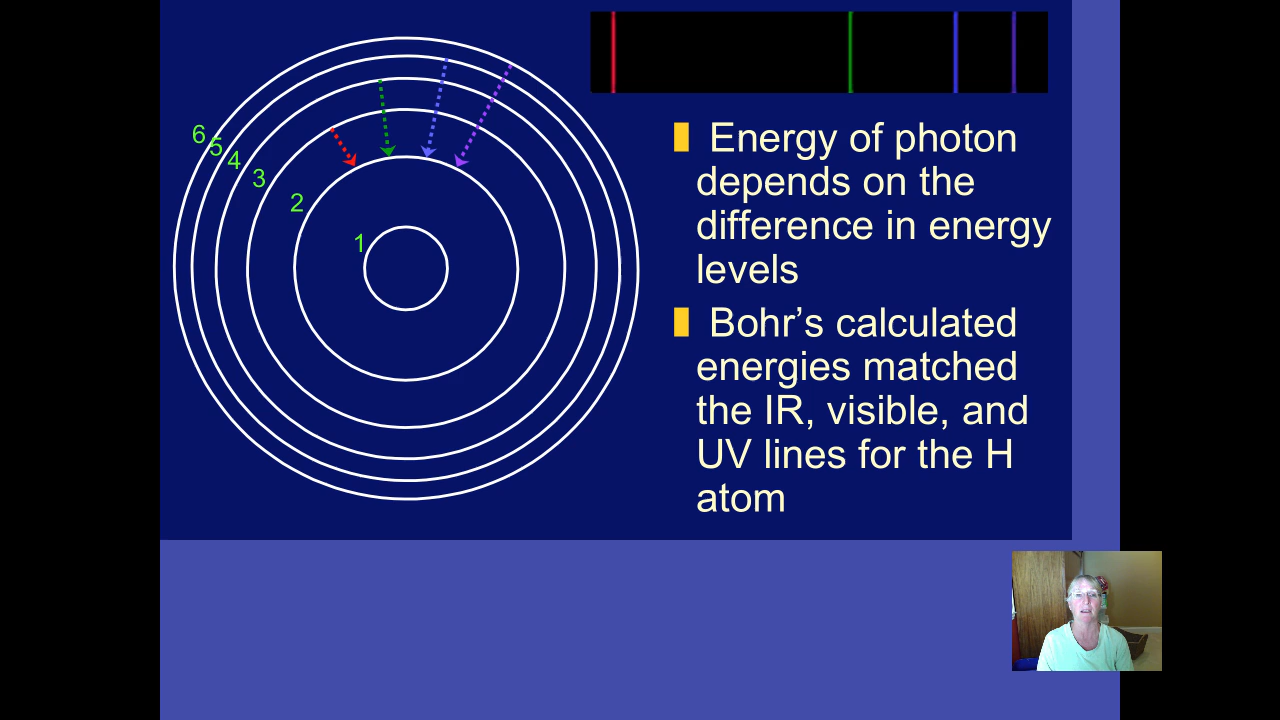 6
5
4
3
2
1
Energy of photon
depends on the
difference in energy
levels
Bohr’s calculated
energies matched
the IR, visible, and
UV lines for the H
atom